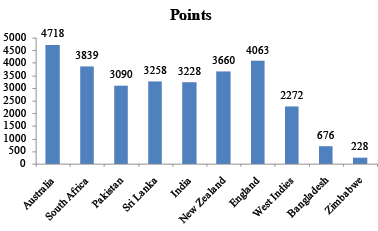 Points
5000
4500
4000
3500
3000
2500
2000
1500
1000
500
0
4718
3839
3090
3258
3228
3660
4063
2272
676
228
Australia
South Africa
Pakistan
Sri Lanka
India
New Zealand
England
West Indies
Bangladesh
Zimbabwe